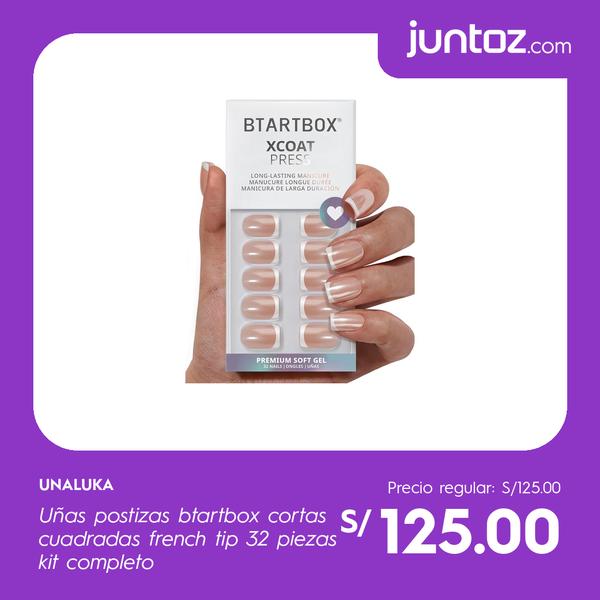 juntoz.com
BTARTBOX®
XCOAT
PRESS
LONG-LASTING MANICURE
MANUCURE LONGUE DURÉE
MANICURA DE LARGA DURACIÓN
PREMIUM SOFT GEL
32 NAILS | ONGLES | UÑAS
UNALUKA
Precio regular: S/125.00
Uñas postizas btartbox cortas
cuadradas french tip 32 piezas
kit completo
S/125.00